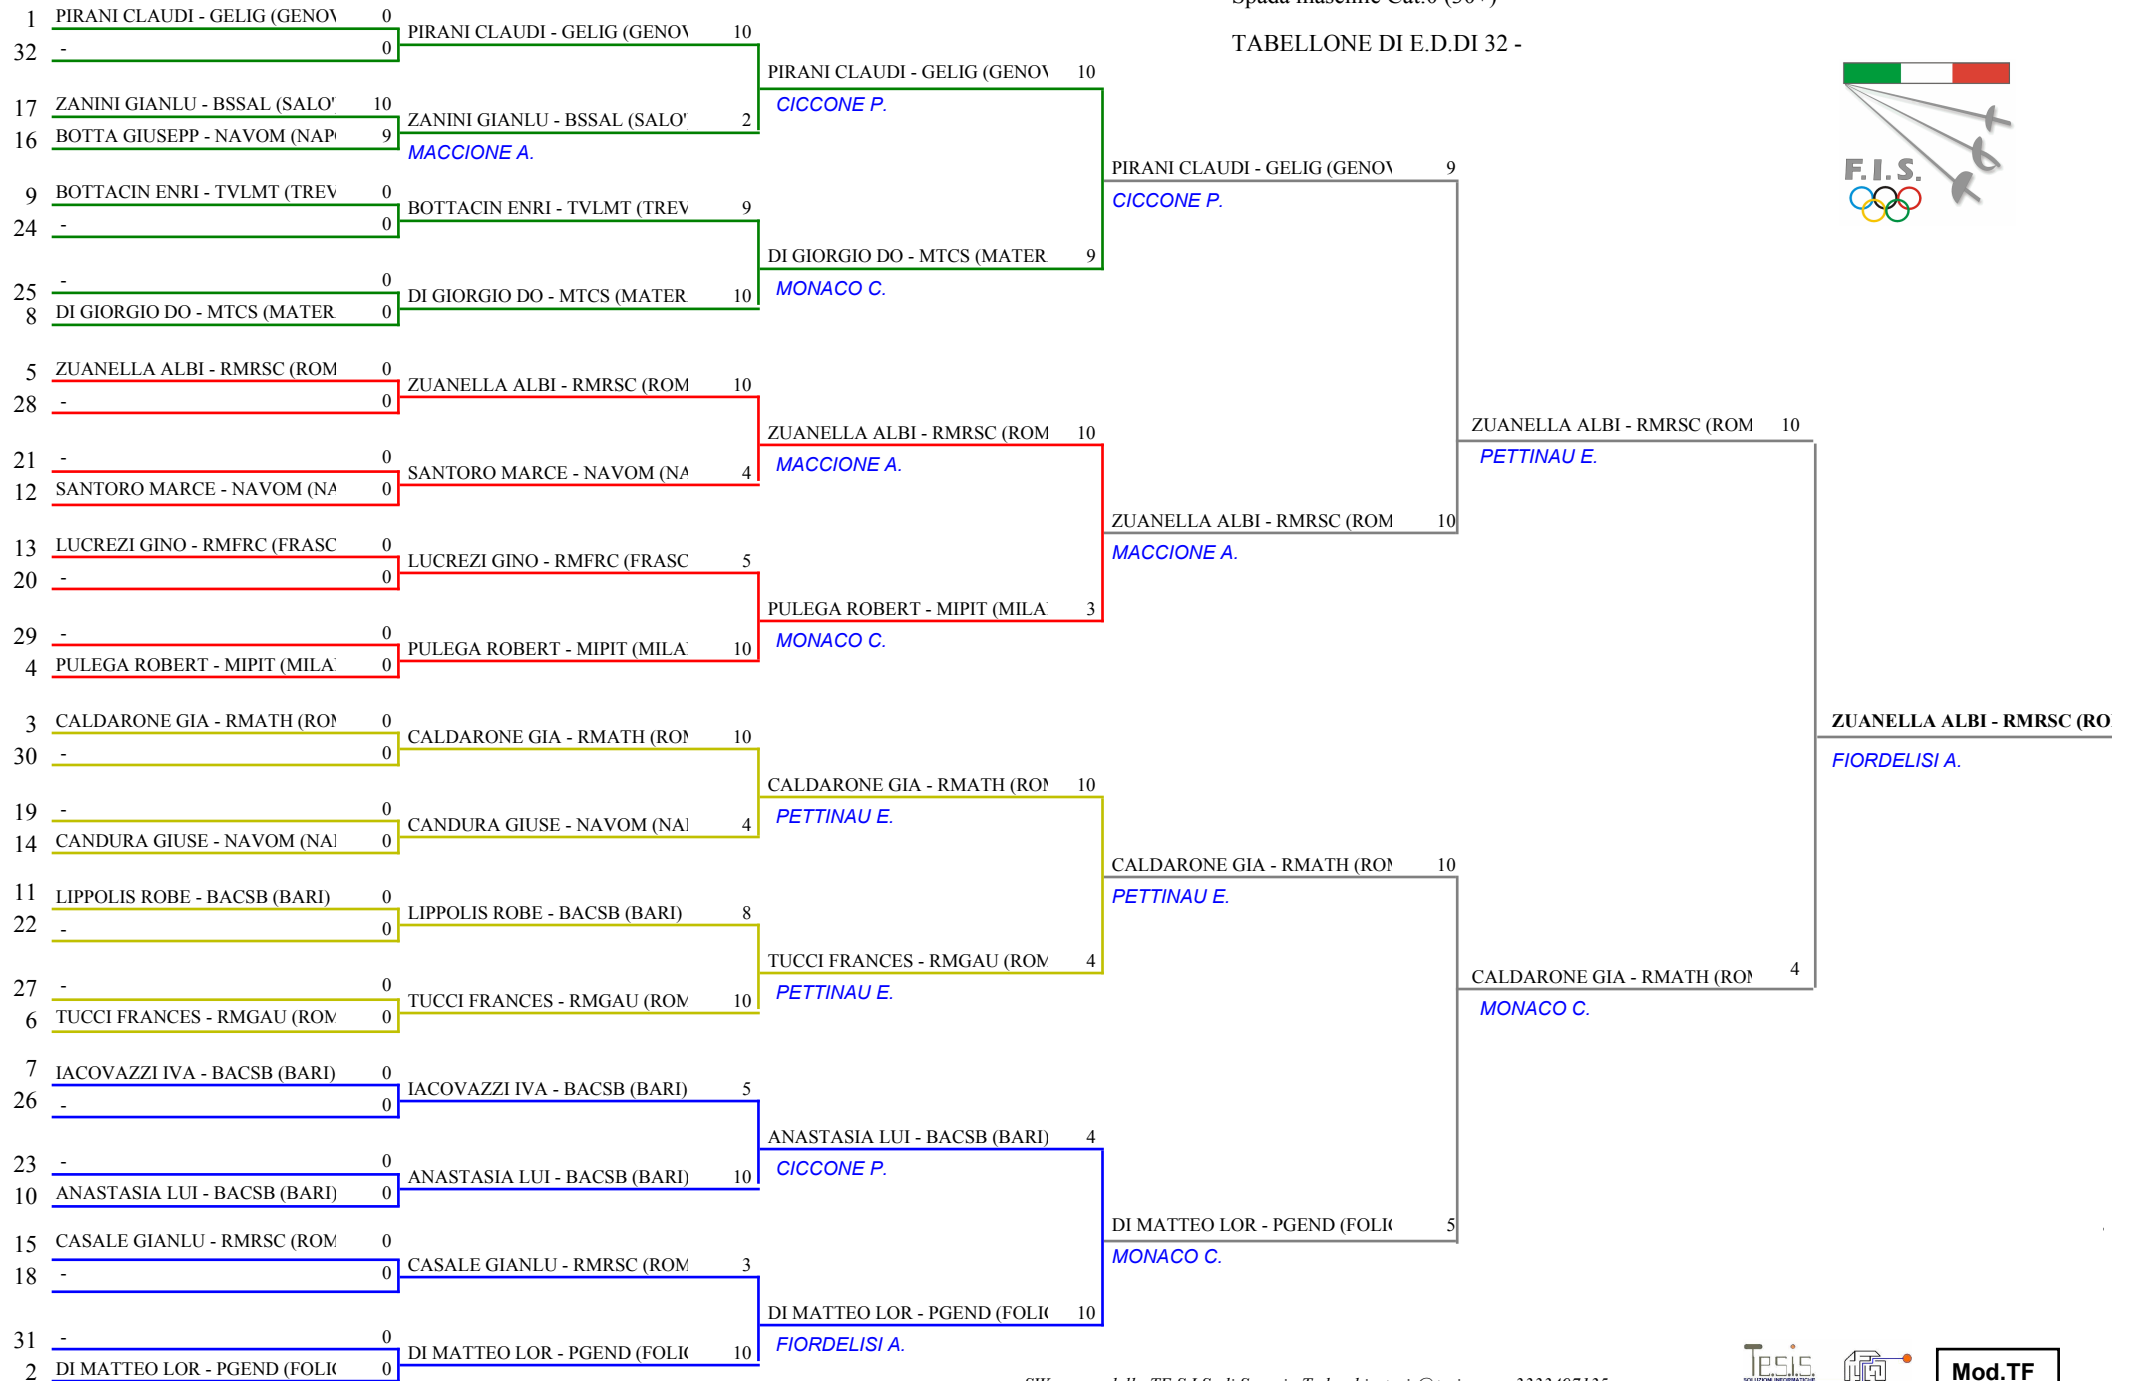 Spada maschile Cat.0 (30+)
TABELLONE DI E.D.DI 32 -
F.I.S.
1 PIRANI CLAUDI - GELIG (GENOV 0
32 - 0
17 ZANINI GIANLU - BSSAL (SALO' 10
16 BOTTA GIUSEPP - NAVOM (NAP 9
9 BOTTACIN ENRI - TVLMT (TREV 0
24 - 0
25 - 0
8 DI GIORGIO DO - MTCS (MATER 0
5 ZUANELLA ALBI - RMRSC (ROM 0
28 - 0
21 - 0
12 SANTORO MARCE - NAVOM (NA 0
13 LUCREZI GINO - RMFRC (FRASC 0
20 - 0
29 - 0
4 PULEGA ROBERT - MIPIT (MILA 0
3 CALDARONE GIA - RMATH (ROM 0
30 - 0
19 - 0
14 CANDURA GIUSE - NAVOM (NA 0
11 LIPPOLIS ROBE - BACSB (BARI) 0
22 - 0
27 - 0
6 TUCCI FRANCES - RMGAU (ROM 0
7 IACOVAZZI IVA - BACSB (BARI) 0
26 - 0
23 - 0
10 ANASTASIA LUI - BACSB (BARI) 0
15 CASALE GIANLU - RMRSC (ROM 0
18 - 0
31 - 0
2 DI MATTEO LOR - PGEND (FOLI 0
PIRANI CLAUDI - GELIG (GENOV 10
ZANINI GIANLU - BSSAL (SALO' 2
MACCIONE A.
BOTTACIN ENRI - TVLMT (TREV 9
DI GIORGIO DO - MTCS (MATER 10
ZUANELLA ALBI - RMRSC (ROM 10
SANTORO MARCE - NAVOM (NA 4
LUCREZI GINO - RMFRC (FRASC 5
PULEGA ROBERT - MIPIT (MILA 10
CALDARONE GIA - RMATH (ROM 10
CANDURA GIUSE - NAVOM (NA 4
LIPPOLIS ROBE - BACSB (BARI) 8
TUCCI FRANCES - RMGAU (ROM 10
IACOVAZZI IVA - BACSB (BARI) 5
ANASTASIA LUI - BACSB (BARI) 10
CASALE GIANLU - RMRSC (ROM 3
DI MATTEO LOR - PGEND (FOLI 10
PIRANI CLAUDI - GELIG (GENOV 10
CICCONE P.
DI GIORGIO DO - MTCS (MATER 9
MONACO C.
ZUANELLA ALBI - RMRSC (ROM 10
MACCIONE A.
PULEGA ROBERT - MIPIT (MILA 3
MONACO C.
CALDARONE GIA - RMATH (ROM 10
PETTINAU E.
TUCCI FRANCES - RMGAU (ROM 4
PETTINAU E.
ANASTASIA LUI - BACSB (BARI) 4
CICCONE P.
DI MATTEO LOR - PGEND (FOLI 10
FIORDELISI A.
PIRANI CLAUDI - GELIG (GENOV 9
CICCONE P.
ZUANELLA ALBI - RMRSC (ROM 10
MACCIONE A.
CALDARONE GIA - RMATH (ROM 10
PETTINAU E.
DI MATTEO LOR - PGEND (FOLI 5
MONACO C.
ZUANELLA ALBI - RMRSC (ROM 10
PETTINAU E.
CALDARONE GIA - RMATH (ROM 4
MONACO C.
ZUANELLA ALBI - RMRSC (RO
FIORDELISI A.
Te.s.i.s.
Mod.TF